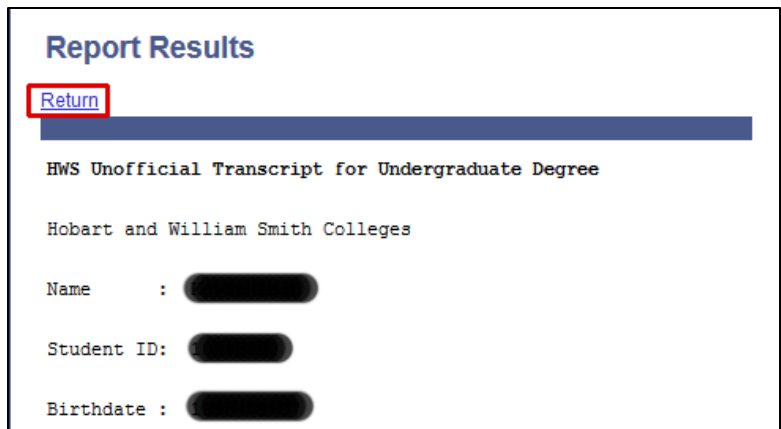 Report Results
Return
HWS Unofficial Transcript for Undergraduate Degree
Hobart and William Smith Colleges
Name :
Student ID:
Birthdate :